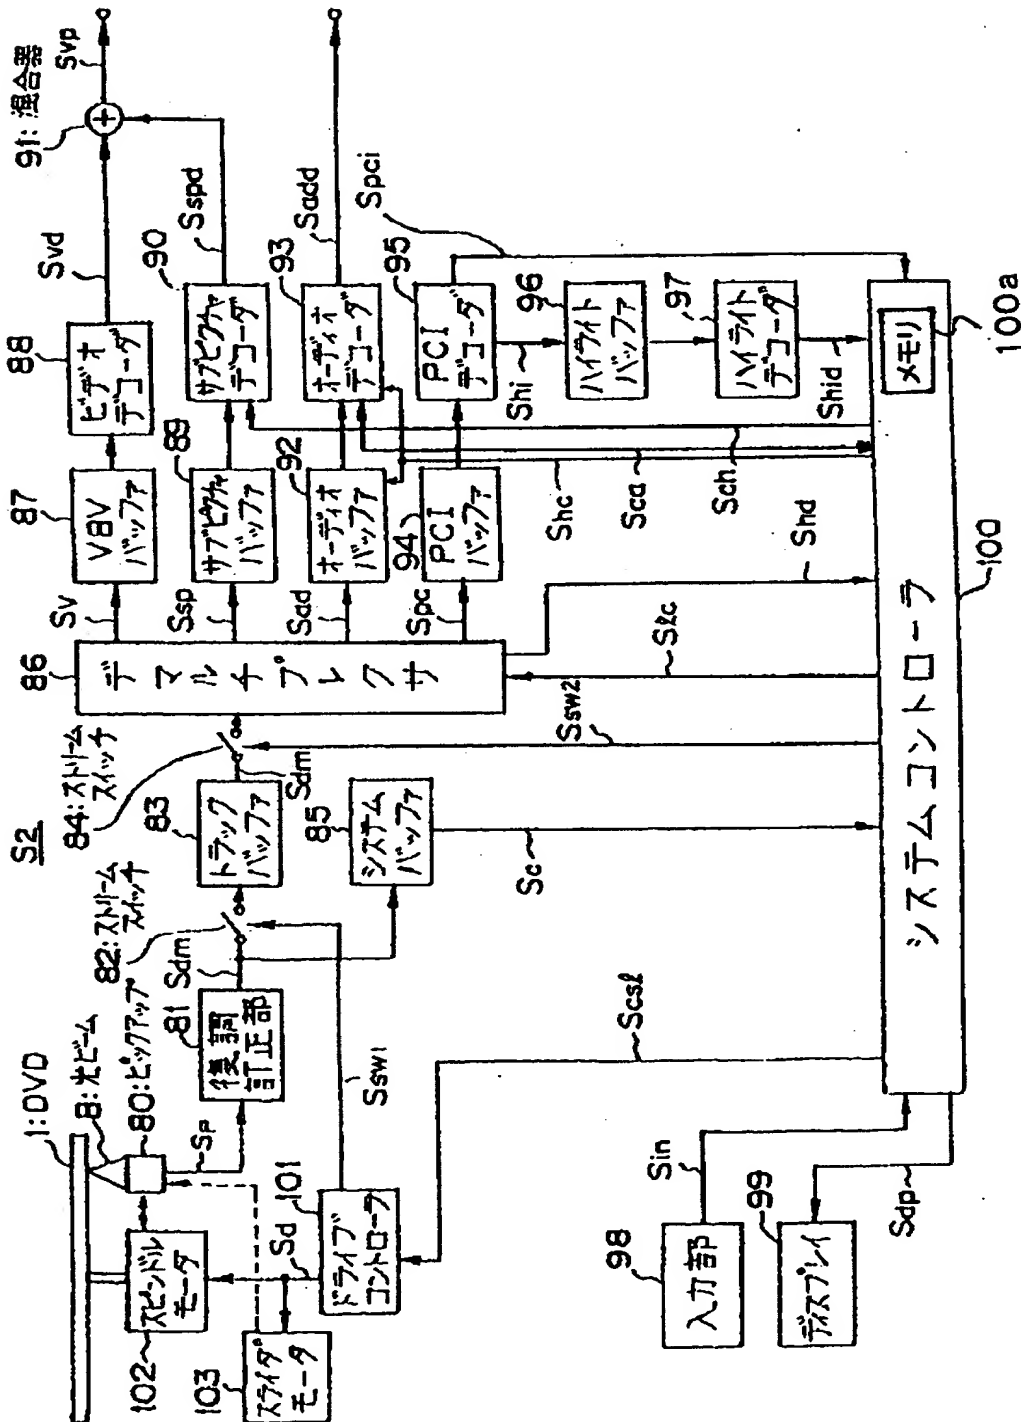 S2
1:DVD
8:光ビーム
80:ピックアップ
82:ストリーム
スイッチ
84:ストリーム
スイッチ
91:混合器
102
スピンドル
モータ
103
スライダ
モータ
101
ドライブ
コントローラ
81
復調
訂正部
83
トラック
バッファ
85
システム
バッファ
86
デマルチプレクサ
87
VBV
バッファ
88
ビデオ
デコーダ
89
サブピクチャ
バッファ
90
サブピクチャ
デコーダ
92
オーディオ
バッファ
93
オーディオ
デコーダ
94
PCI
バッファ
95
PCI
デコーダ
96
ハイライト
バッファ
97
ハイライト
デコーダ
98
入力部
99
ディスプレイ
100
システムコントローラ
メモリ
100a
Sp
Sd
Sdm
Sdm
Ssw1
Ssw2
Sc
Scsl
Sin
Sdp
Sv
Ssp
Sad
Spc
Svd
Sspd
Sadd
Spci
Svp
Shi
Shid
Shc
Sca
Sch
Shd
Slc